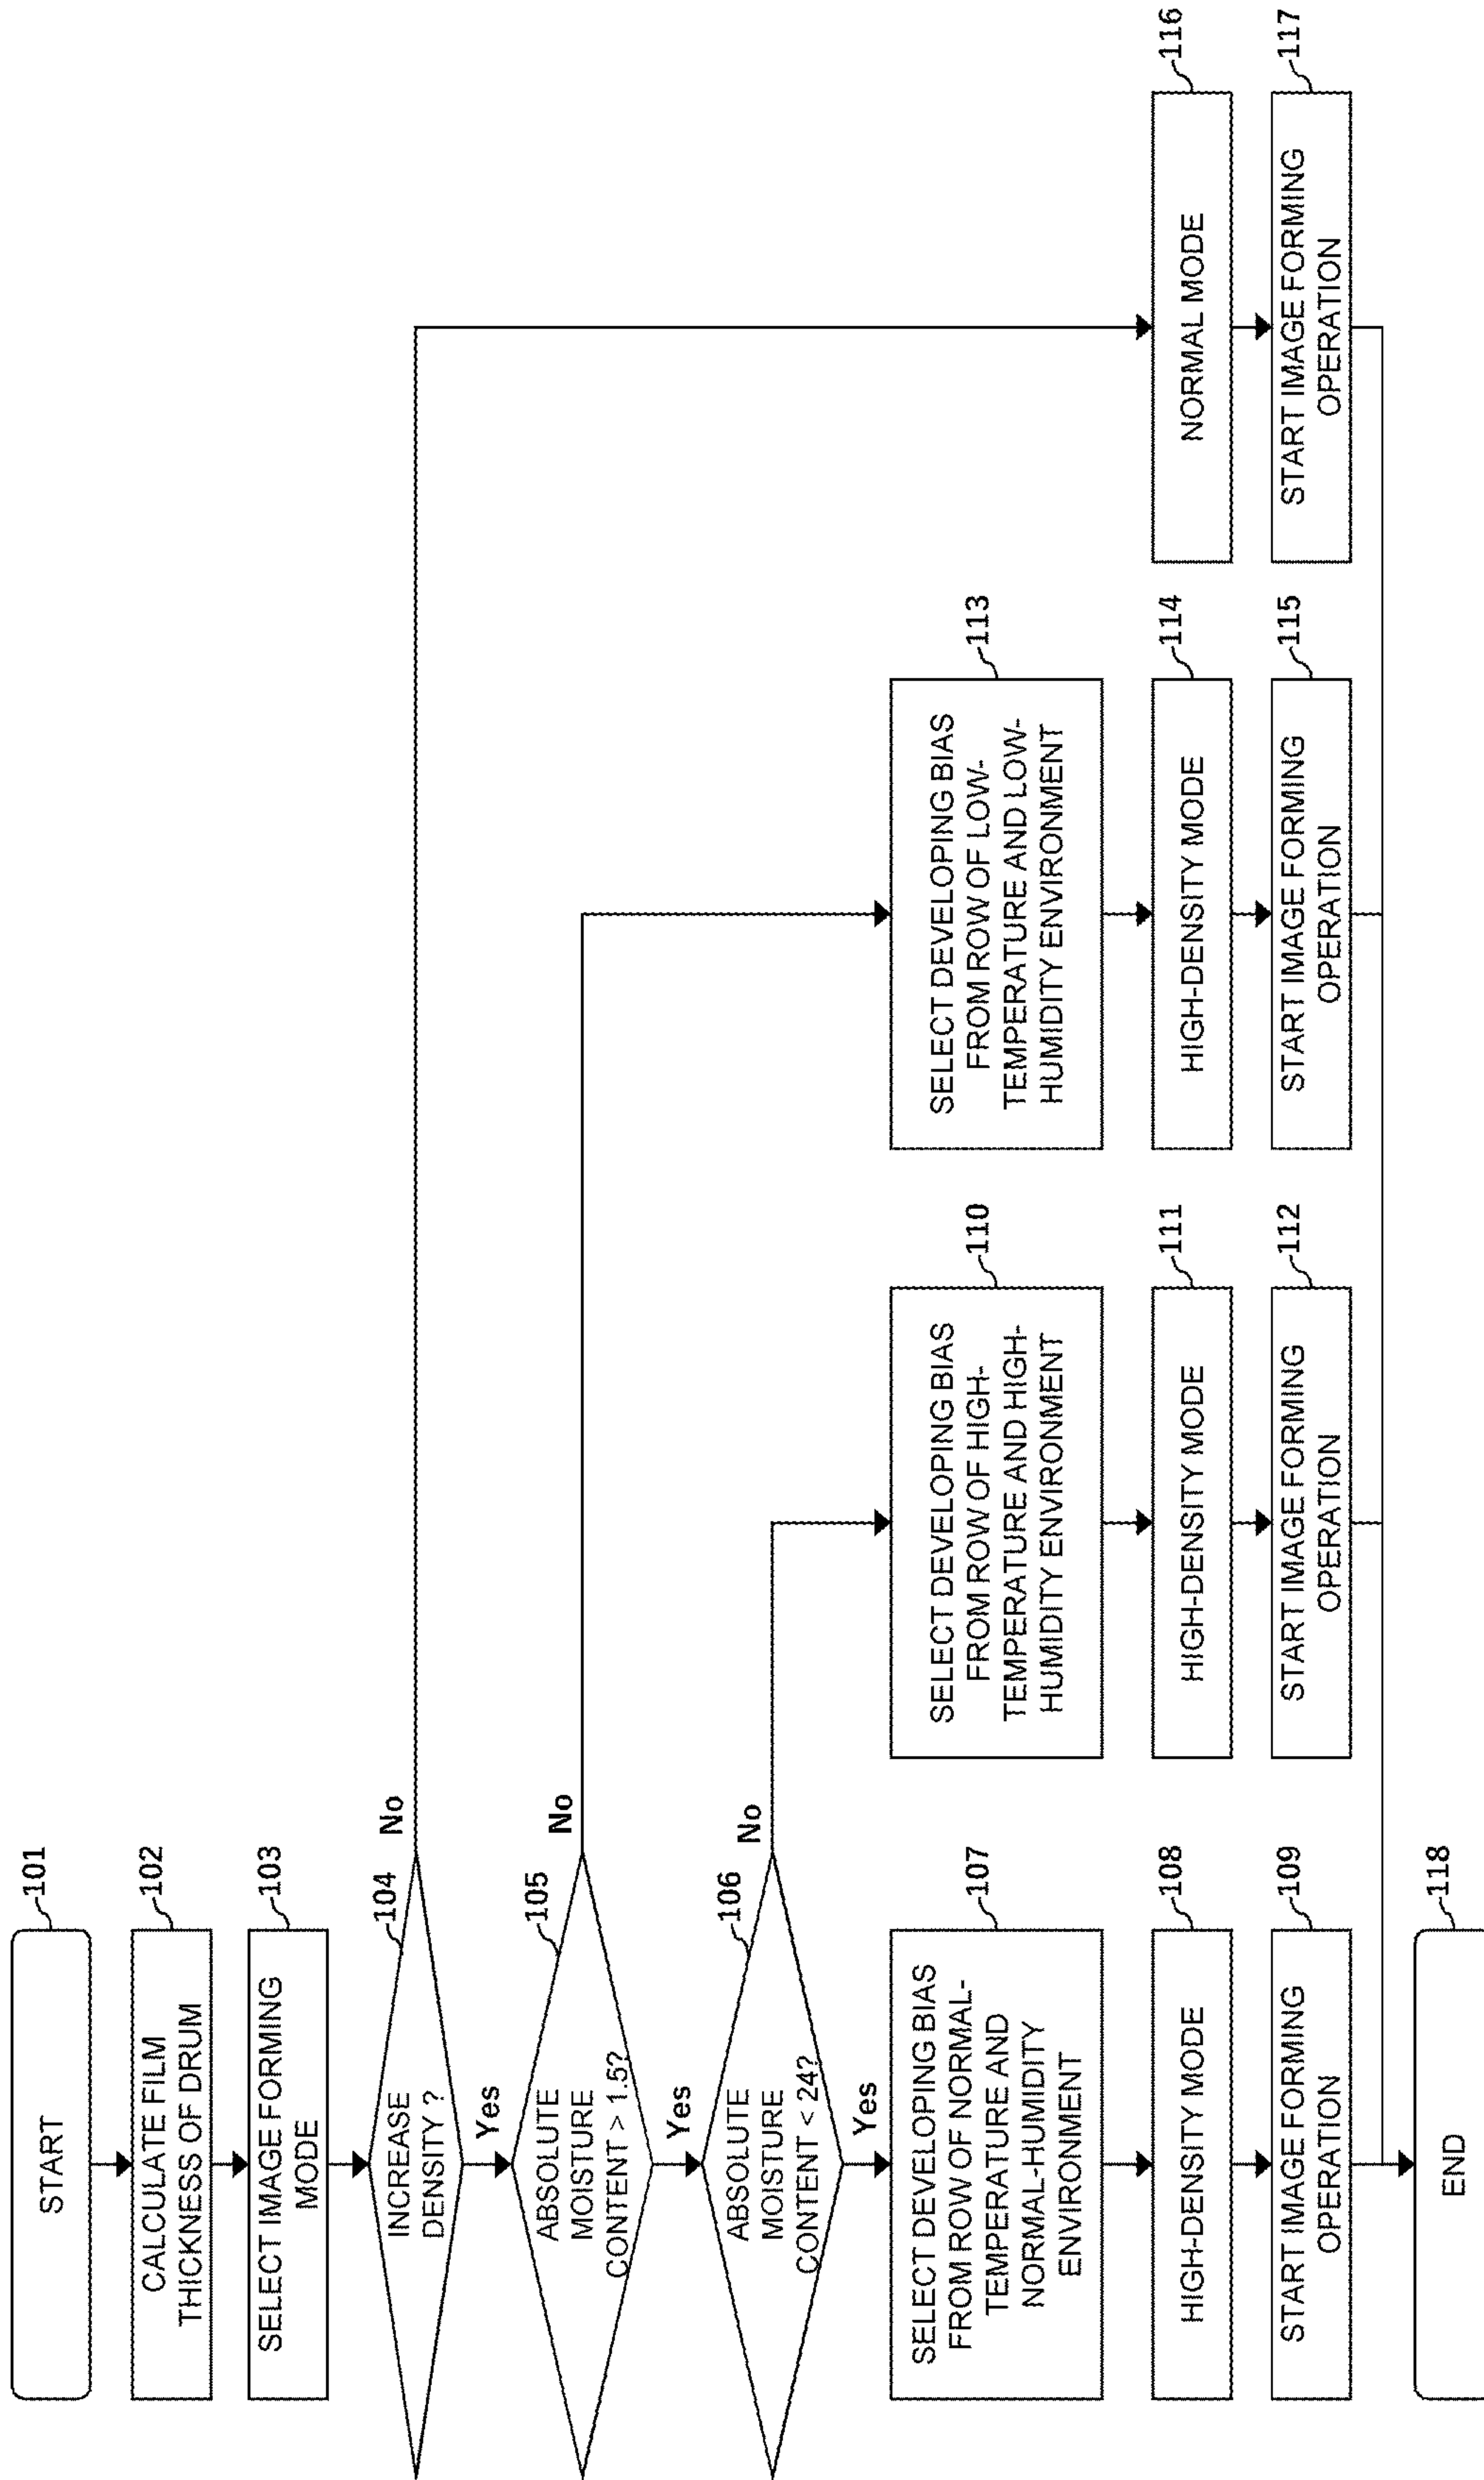 START
101
CALCULATE FILM
THICKNESS OF DRUM
102
SELECT IMAGE FORMING
MODE
103
INCREASE
DENSITY ?
104
No
Yes
ABSOLUTE
MOISTURE
CONTENT > 1.5?
105
No
Yes
ABSOLUTE
MOISTURE
CONTENT < 24?
106
No
Yes
SELECT DEVELOPING BIAS
FROM ROW OF NORMAL-
TEMPERATURE AND
NORMAL-HUMIDITY
ENVIRONMENT
107
HIGH-DENSITY MODE
108
START IMAGE FORMING
OPERATION
109
SELECT DEVELOPING BIAS
FROM ROW OF HIGH-
TEMPERATURE AND HIGH-
HUMIDITY ENVIRONMENT
110
HIGH-DENSITY MODE
111
START IMAGE FORMING
OPERATION
112
SELECT DEVELOPING BIAS
FROM ROW OF LOW-
TEMPERATURE AND LOW-
HUMIDITY ENVIRONMENT
113
HIGH-DENSITY MODE
114
START IMAGE FORMING
OPERATION
115
NORMAL MODE
116
START IMAGE FORMING
OPERATION
117
END
118